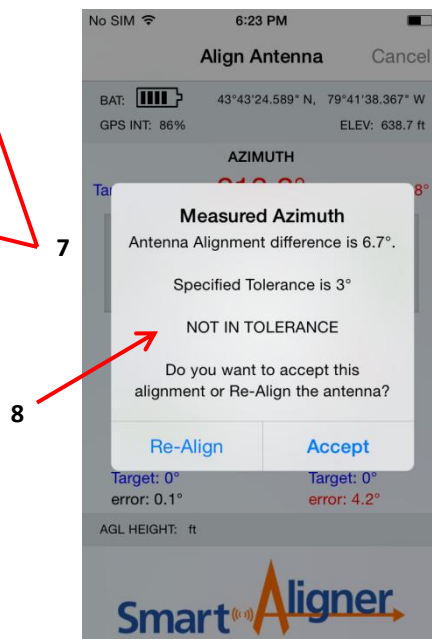 No SIM 6:23 PM
Align Antenna Cancel
BAT: 43°43'24.589" N, 79°41'38.367" W
GPS INT: 86% ELEV: 638.7 ft
AZIMUTH
7
Measured Azimuth
Antenna Alignment difference is 6.7°.
Specified Tolerance is 3°
NOT IN TOLERANCE
Do you want to accept this
alignment or Re-Align the antenna?
8
Re-Align Accept
Target: 0° Target: 0°
error: 0.1° error: 4.2°
AGL HEIGHT: ft
Smart Aligner